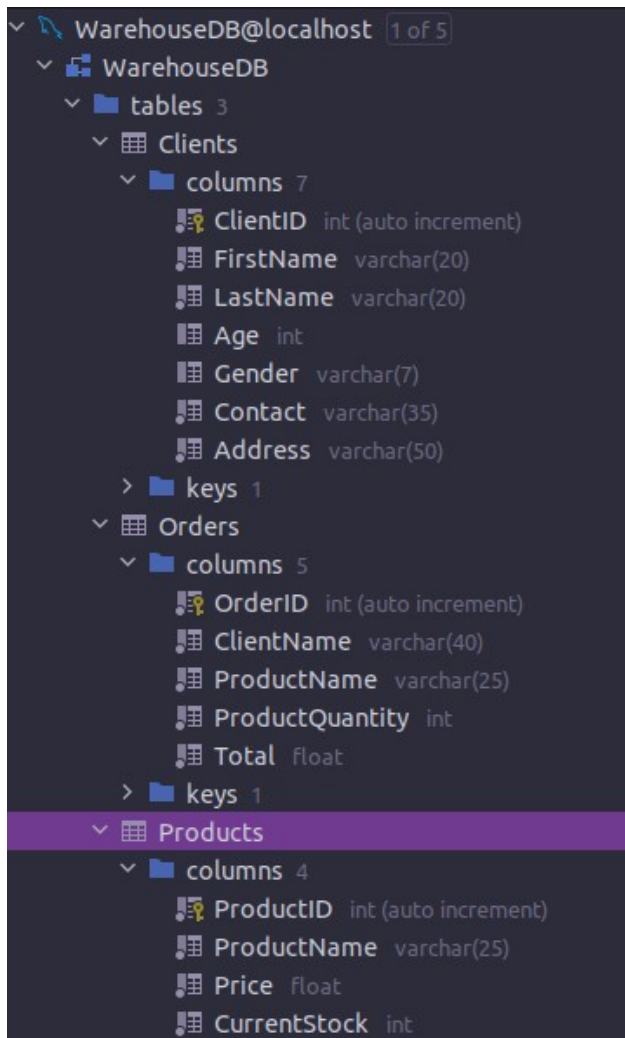 WarehouseDB@localhost 1 of 5
WarehouseDB
tables 3
Clients
columns 7
ClientID int (auto increment)
FirstName varchar(20)
LastName varchar(20)
Age int
Gender varchar(7)
Contact varchar(35)
Address varchar(50)
keys 1
Orders
columns 5
OrderID int (auto increment)
ClientName varchar(40)
ProductName varchar(25)
ProductQuantity int
Total float
keys 1
Products
columns 4
ProductID int (auto increment)
ProductName varchar(25)
Price float
CurrentStock int